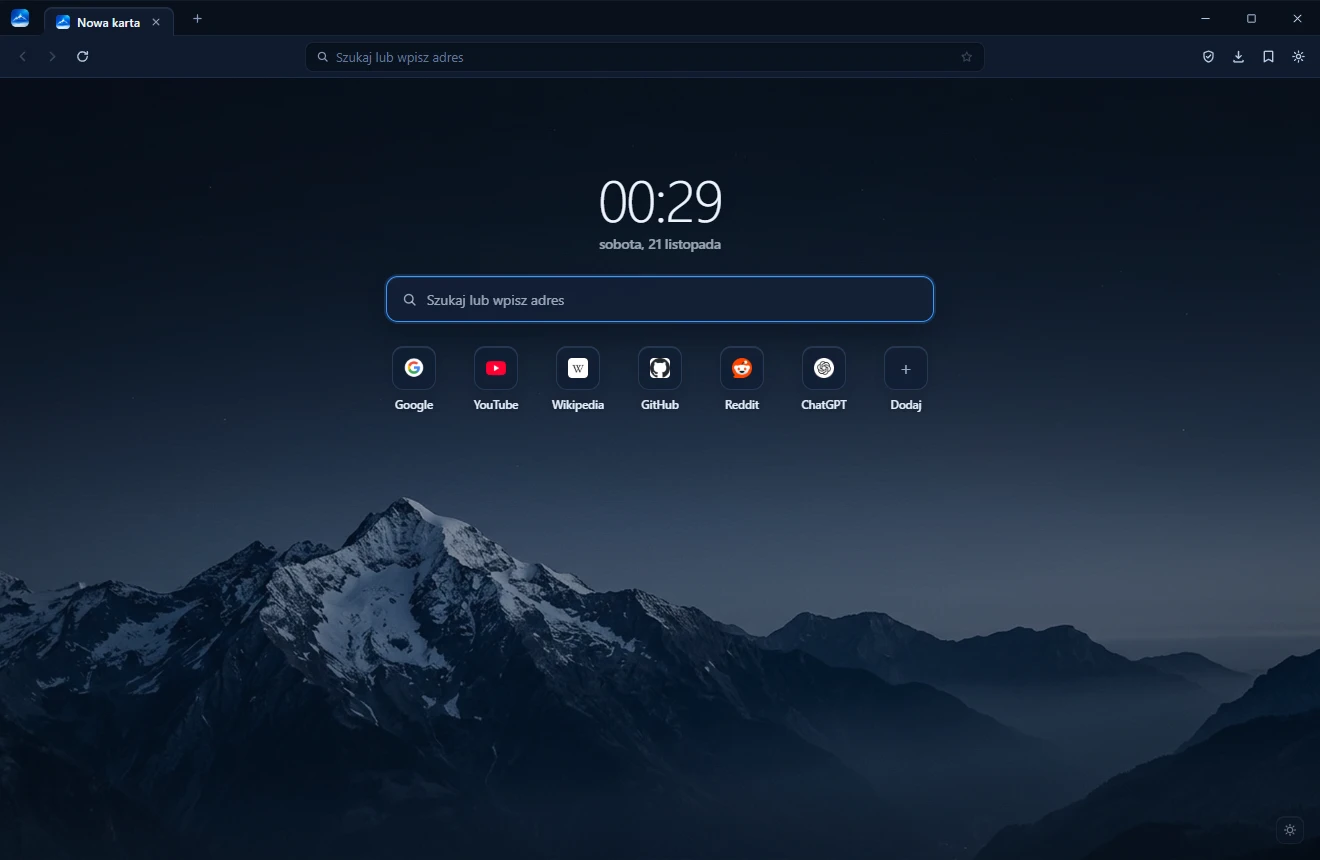 Nowa karta
Szukaj lub wpisz adres
00:29
sobota, 21 listopada
Szukaj lub wpisz adres
W
Google YouTube Wikipedia GitHub Reddit ChatGPT Dodaj